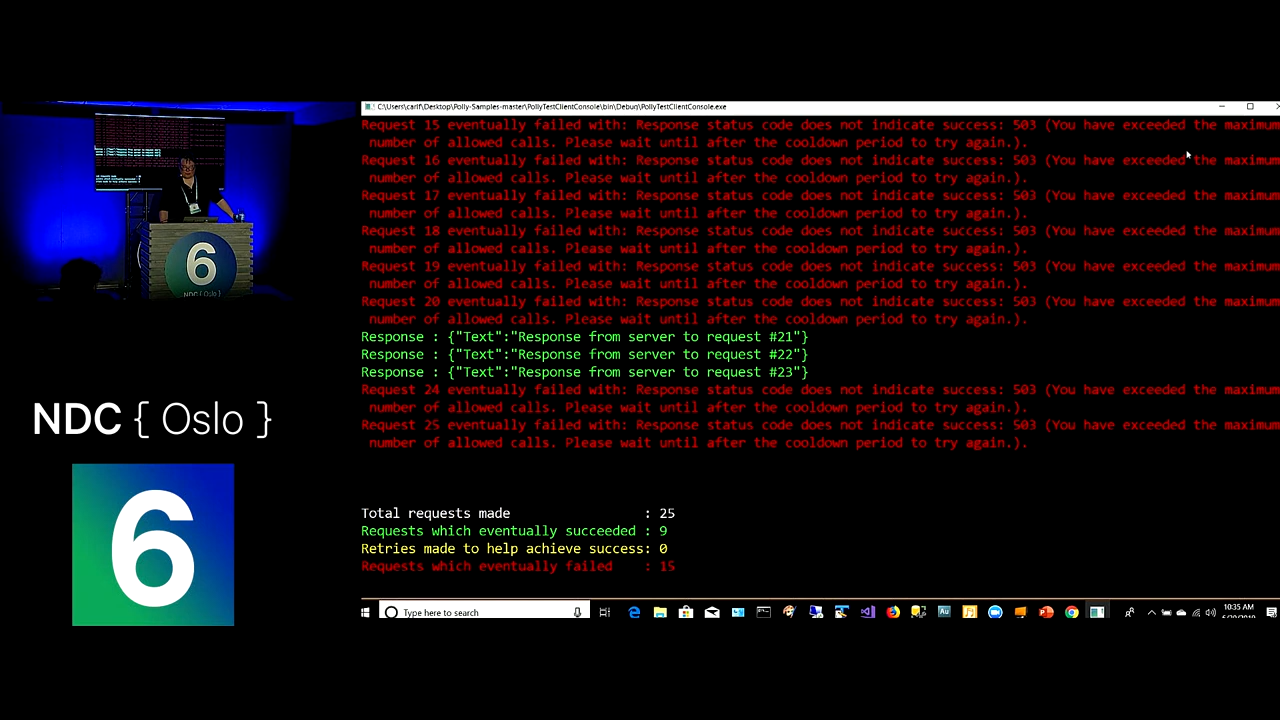 C:\Users\carlf\Desktop\Polly-Samples-master\PollyTestClientConsole\bin\Debug\PollyTestClientConsole.exe
Request 15 eventually failed with: Response status code does not indicate success: 503 (You have exceeded the maximum
number of allowed calls. Please wait until after the cooldown period to try again.).
Request 16 eventually failed with: Response status code does not indicate success: 503 (You have exceeded the maximum
number of allowed calls. Please wait until after the cooldown period to try again.).
Request 17 eventually failed with: Response status code does not indicate success: 503 (You have exceeded the maximum
number of allowed calls. Please wait until after the cooldown period to try again.).
Request 18 eventually failed with: Response status code does not indicate success: 503 (You have exceeded the maximum
number of allowed calls. Please wait until after the cooldown period to try again.).
Request 19 eventually failed with: Response status code does not indicate success: 503 (You have exceeded the maximum
number of allowed calls. Please wait until after the cooldown period to try again.).
Request 20 eventually failed with: Response status code does not indicate success: 503 (You have exceeded the maximum
number of allowed calls. Please wait until after the cooldown period to try again.).
Response : {"Text":"Response from server to request #21"}
Response : {"Text":"Response from server to request #22"}
Response : {"Text":"Response from server to request #23"}
Request 24 eventually failed with: Response status code does not indicate success: 503 (You have exceeded the maximum
number of allowed calls. Please wait until after the cooldown period to try again.).
Request 25 eventually failed with: Response status code does not indicate success: 503 (You have exceeded the maximum
number of allowed calls. Please wait until after the cooldown period to try again.).
Total requests made : 25
Requests which eventually succeeded : 9
Retries made to help achieve success: 0
Requests which eventually failed : 15
Type here to search
10:35 AM
6
NDC { Oslo }
NDC { Oslo }
6